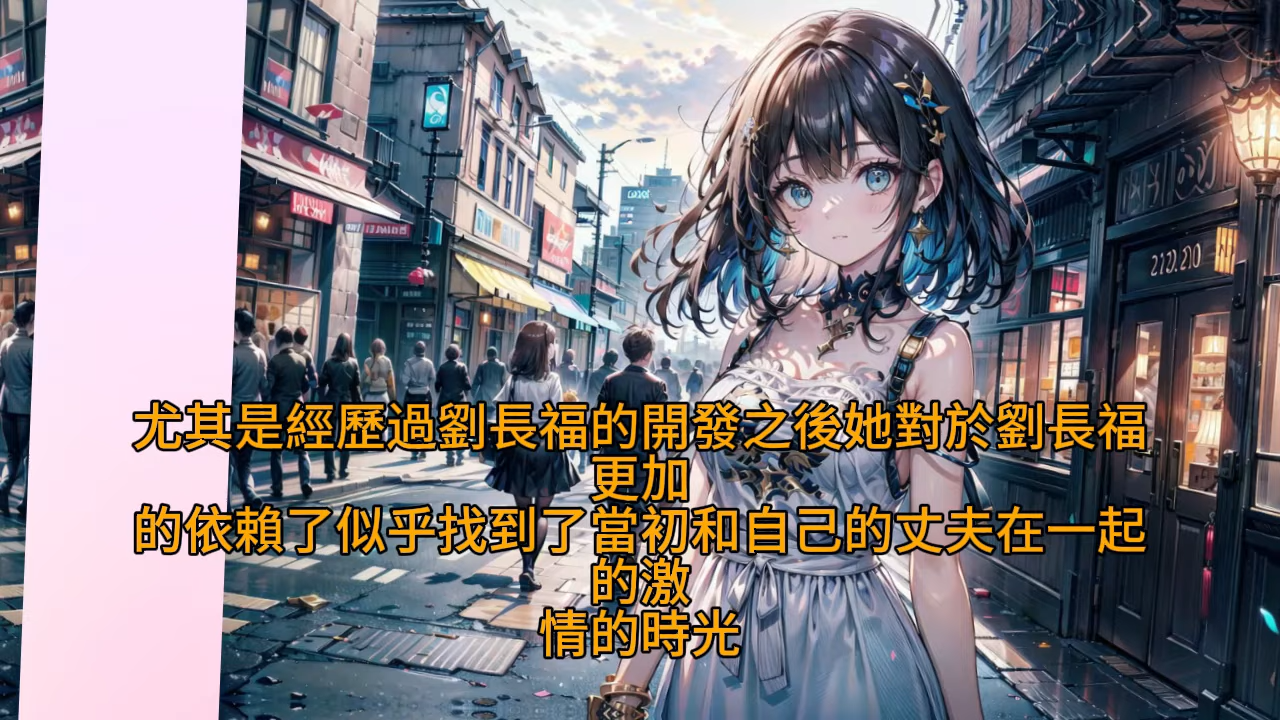 尤其是經歷過劉長福的開發之後她對於劉長福
更加
的依賴了似乎找到了當初和自己的丈夫在一起
的激
情的時光